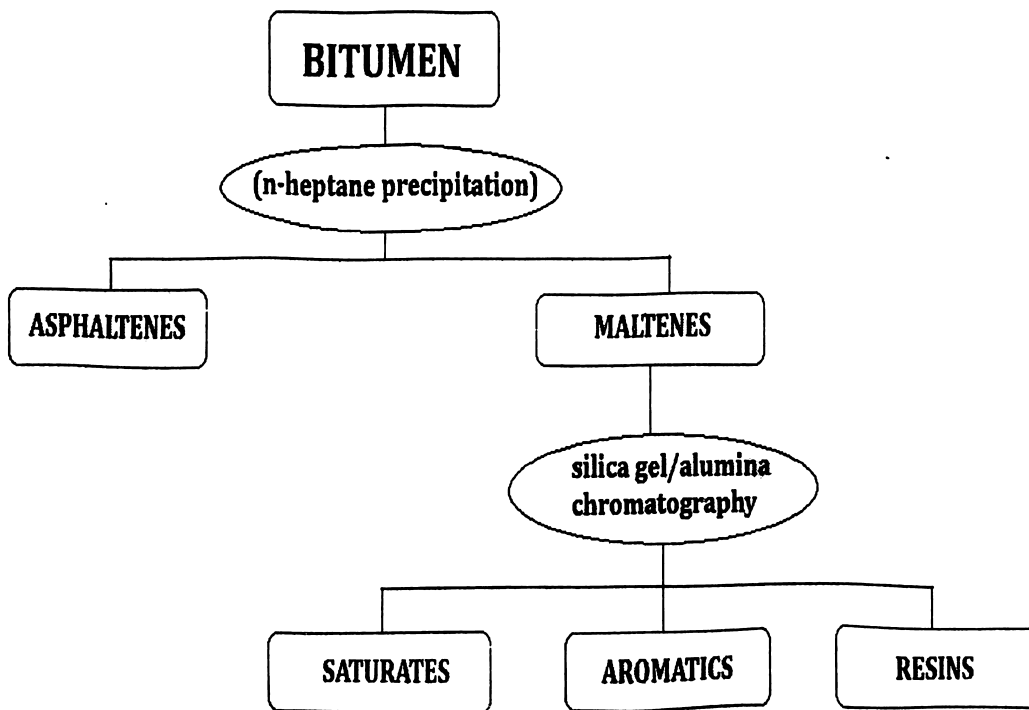 BITUMEN
(n-heptane precipitation)
ASPHALTENES
MALTENES
silica gel/alumina
chromatography
SATURATES
AROMATICS
RESINS